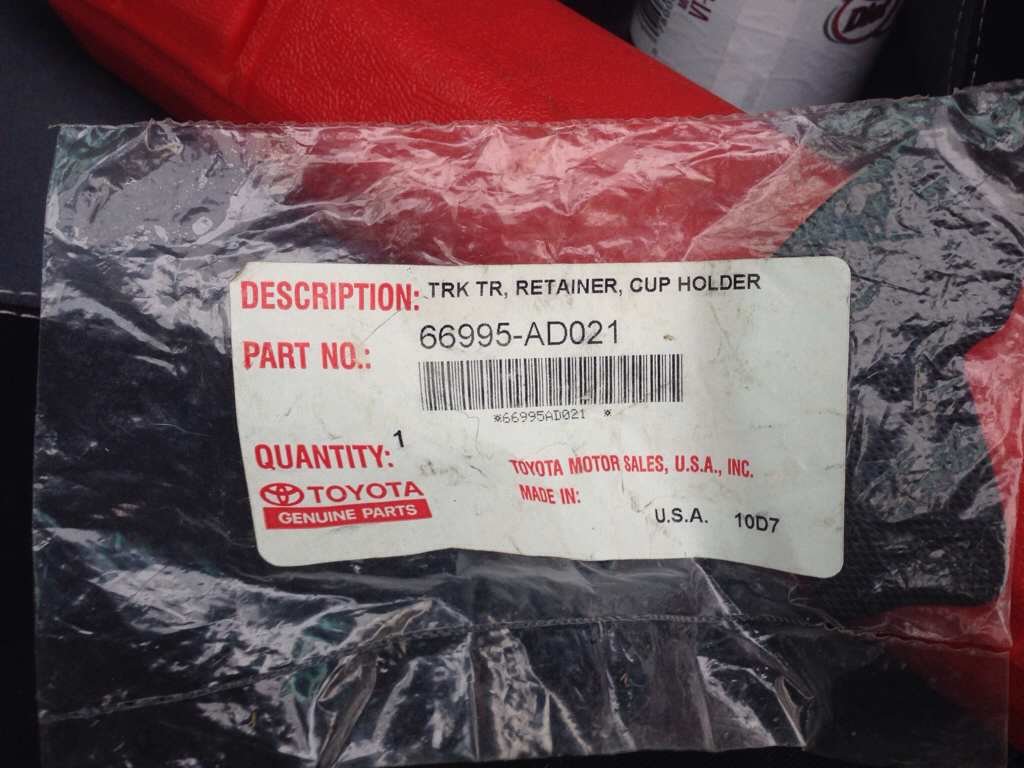 DESCRIPTION: TRK TR, RETAINER, CUP HOLDER
PART NO.: 66995-AD021
*66995AD021 *
QUANTITY: 1
TOYOTA
GENUINE PARTS
TOYOTA MOTOR SALES, U.S.A., INC.
MADE IN:
U.S.A. 10D7